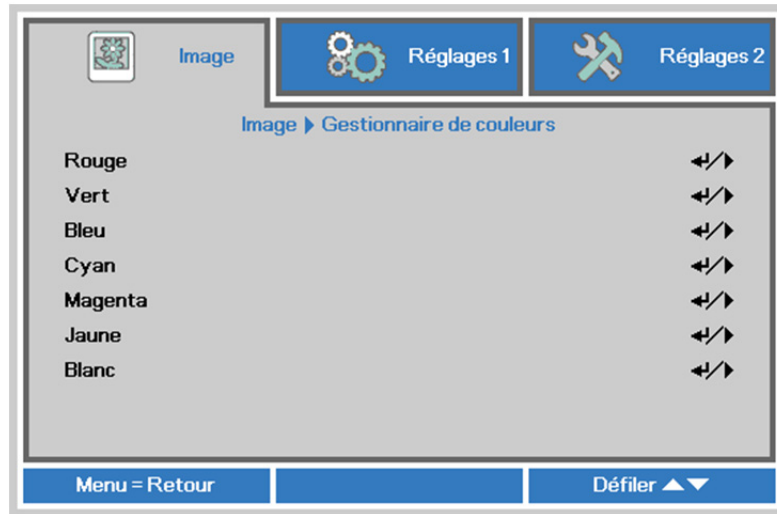 Image
Réglages 1
Réglages 2
Image ▶ Gestionnaire de couleurs
Rouge
Vert
Bleu
Cyan
Magenta
Jaune
Blanc
Menu = Retour
Défiler ▲▼